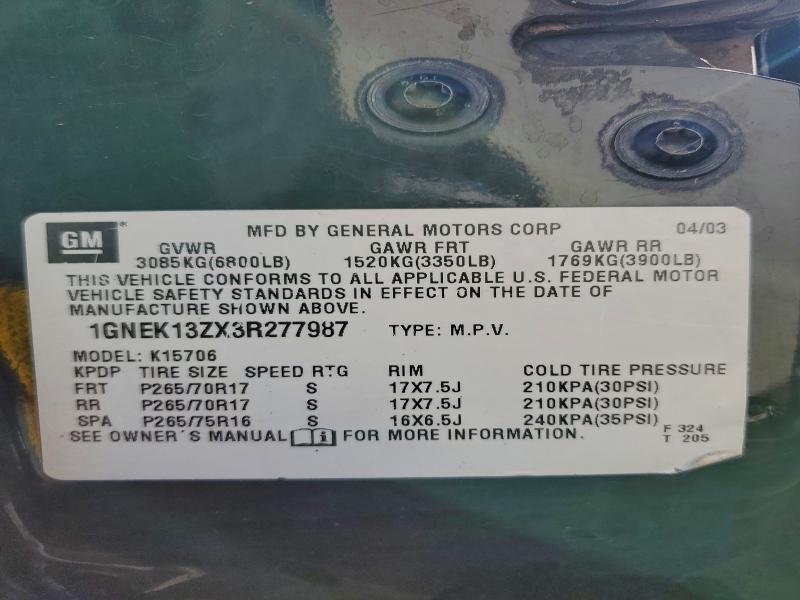 GM MFD BY GENERAL MOTORS CORP 04/03
GVWR GAWR FRT GAWR RR
3085KG(6800LB) 1520KG(3350LB) 1769KG(3900LB)
THIS VEHICLE CONFORMS TO ALL APPLICABLE U.S. FEDERAL MOTOR
VEHICLE SAFETY STANDARDS IN EFFECT ON THE DATE OF
MANUFACTURE SHOWN ABOVE.
1GNEK13ZX3R277987 TYPE: M.P.V.
MODEL: K15706
KPDP TIRE SIZE SPEED RTG RIM COLD TIRE PRESSURE
FRT P265/70R17 S 17X7.5J 210KPA(30PSI)
RR P265/70R17 S 17X7.5J 210KPA(30PSI)
SPA P265/75R16 S 16X6.5J 240KPA(35PSI)
SEE OWNER'S MANUAL FOR MORE INFORMATION. F 324
T 205